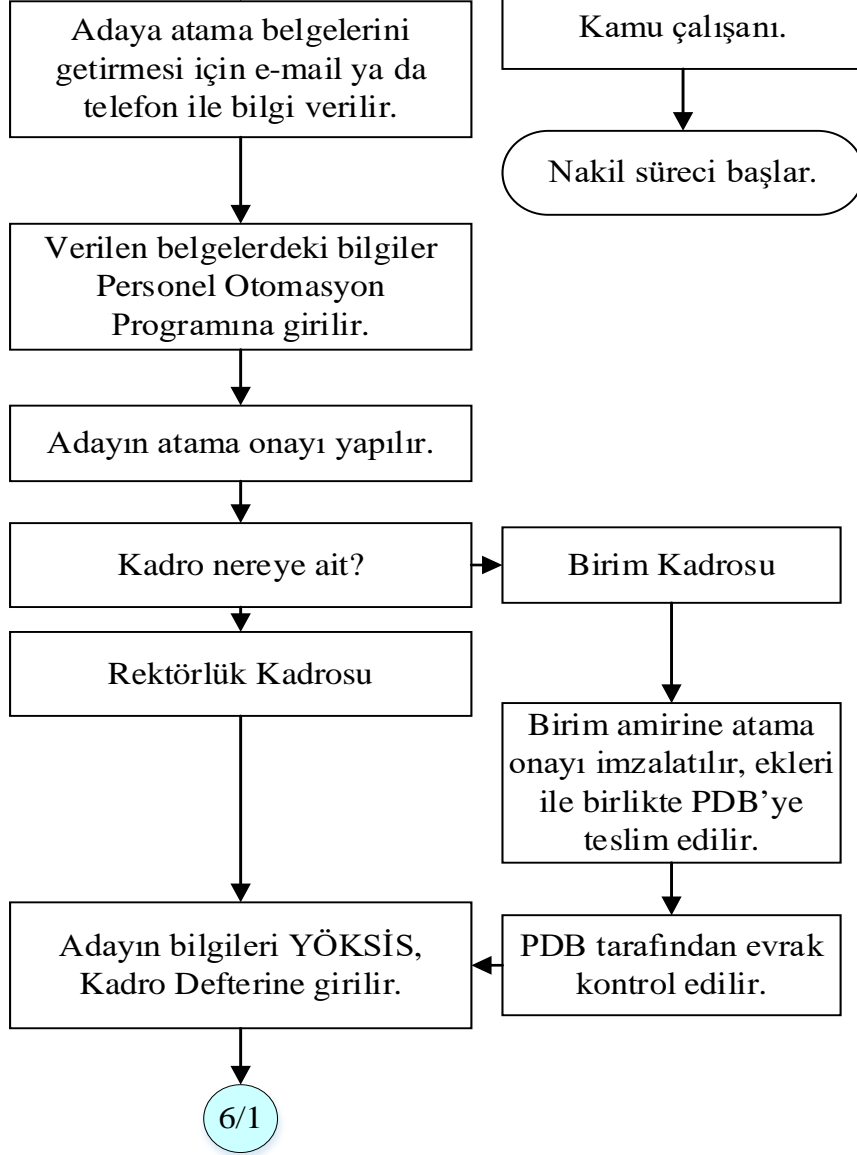 Adaya atama belgelerini
getirmesi için e-mail ya da
telefon ile bilgi verilir.
Kamu çalışanı.
Nakil süreci başlar.
Verilen belgelerdeki bilgiler
Personel Otomasyon
Programına girilir.
Adayın atama onayı yapılır.
Kadro nereye ait?
Birim Kadrosu
Rektörlük Kadrosu
Birim amirine atama
onayı imzalatılır, ekleri
ile birlikte PDB’ye
teslim edilir.
PDB tarafından evrak
kontrol edilir.
Adayın bilgileri YÖKSİS,
Kadro Defterine girilir.
6/1